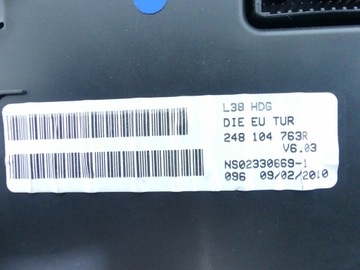 L38 HDG
DIE EU TUR
248 104 763R
V6.03
NS02330669-1
096 09/02/2010